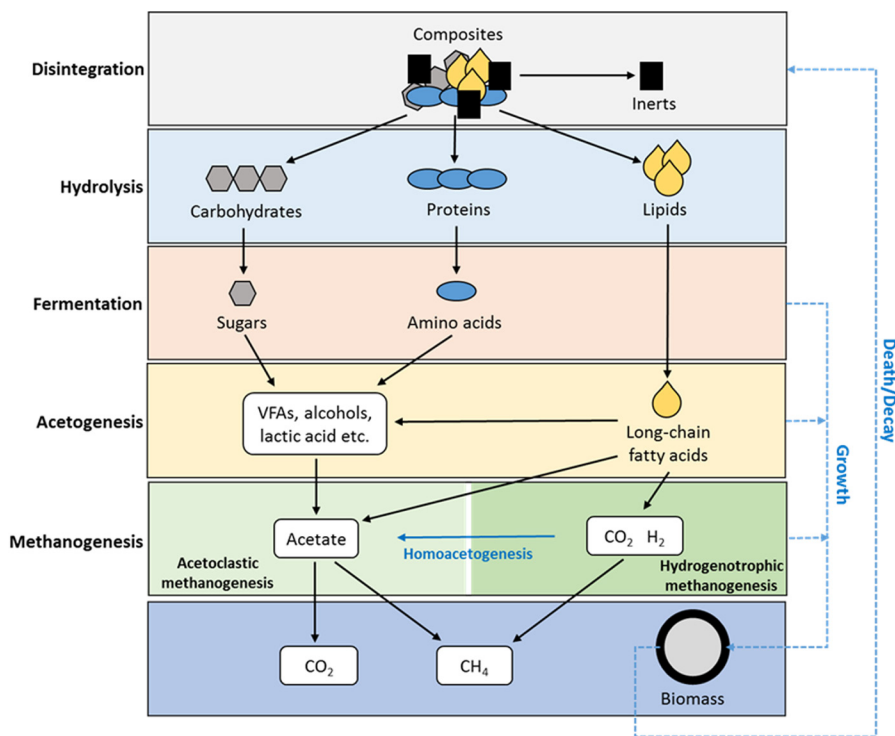 Composites
Disintegration
Inerts
Hydrolysis
Carbohydrates
Proteins
Lipids
Fermentation
Sugars
Amino acids
Death/Decay
Acetogenesis
VFAs, alcohols,
lactic acid etc.
Long-chain
fatty acids
Growth
Methanogenesis
Acetate
Homoacetogenesis
CO₂ H₂
Acetoclastic
methanogenesis
Hydrogenotrophic
methanogenesis
CO₂
CH₄
Biomass